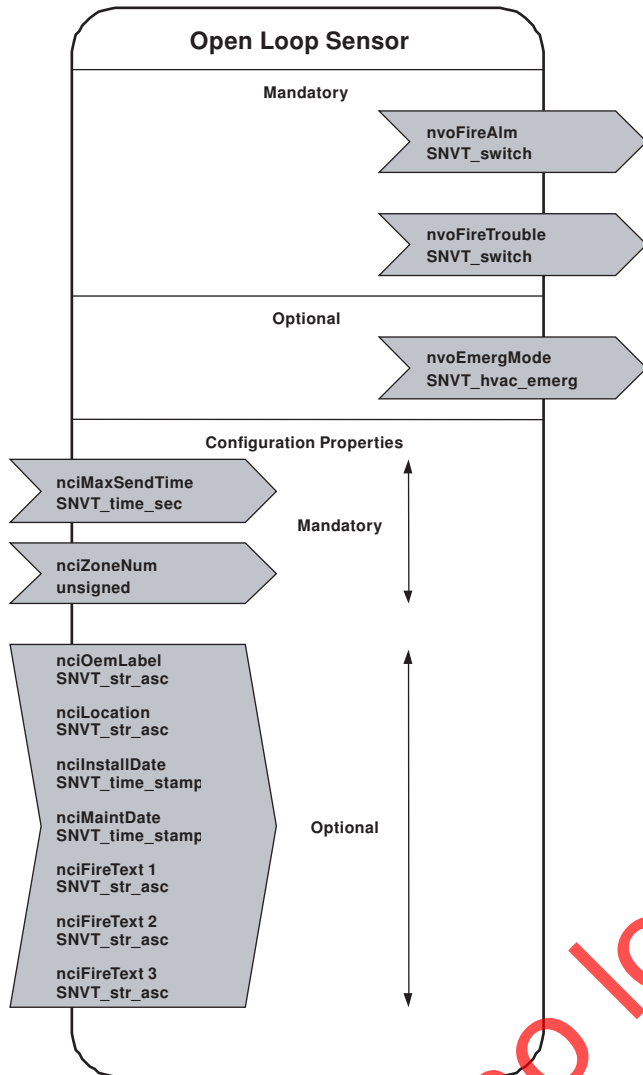 Open Loop Sensor
Mandatory
nvoFireAlm
SNVT_switch
nvoFireTrouble
SNVT_switch
Optional
nvoEmergMode
SNVT_hvac_emerg
Configuration Properties
nciMaxSendTime
SNVT_time_sec
Mandatory
nciZoneNum
unsigned
nciOemLabel
SNVT_str_asc
nciLocation
SNVT_str_asc
nciInstallDate
SNVT_time_stamp
nciMaintDate
SNVT_time_stamp
Optional
nciFireText 1
SNVT_str_asc
nciFireText 2
SNVT_str_asc
nciFireText 3
SNVT_str_asc